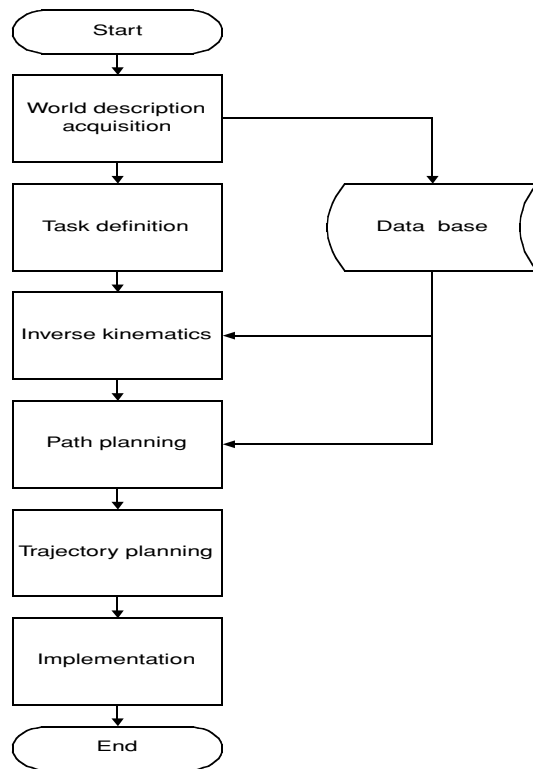 Start
World description
acquisition
Task definition
Data base
Inverse kinematics
Path planning
Trajectory planning
Implementation
End